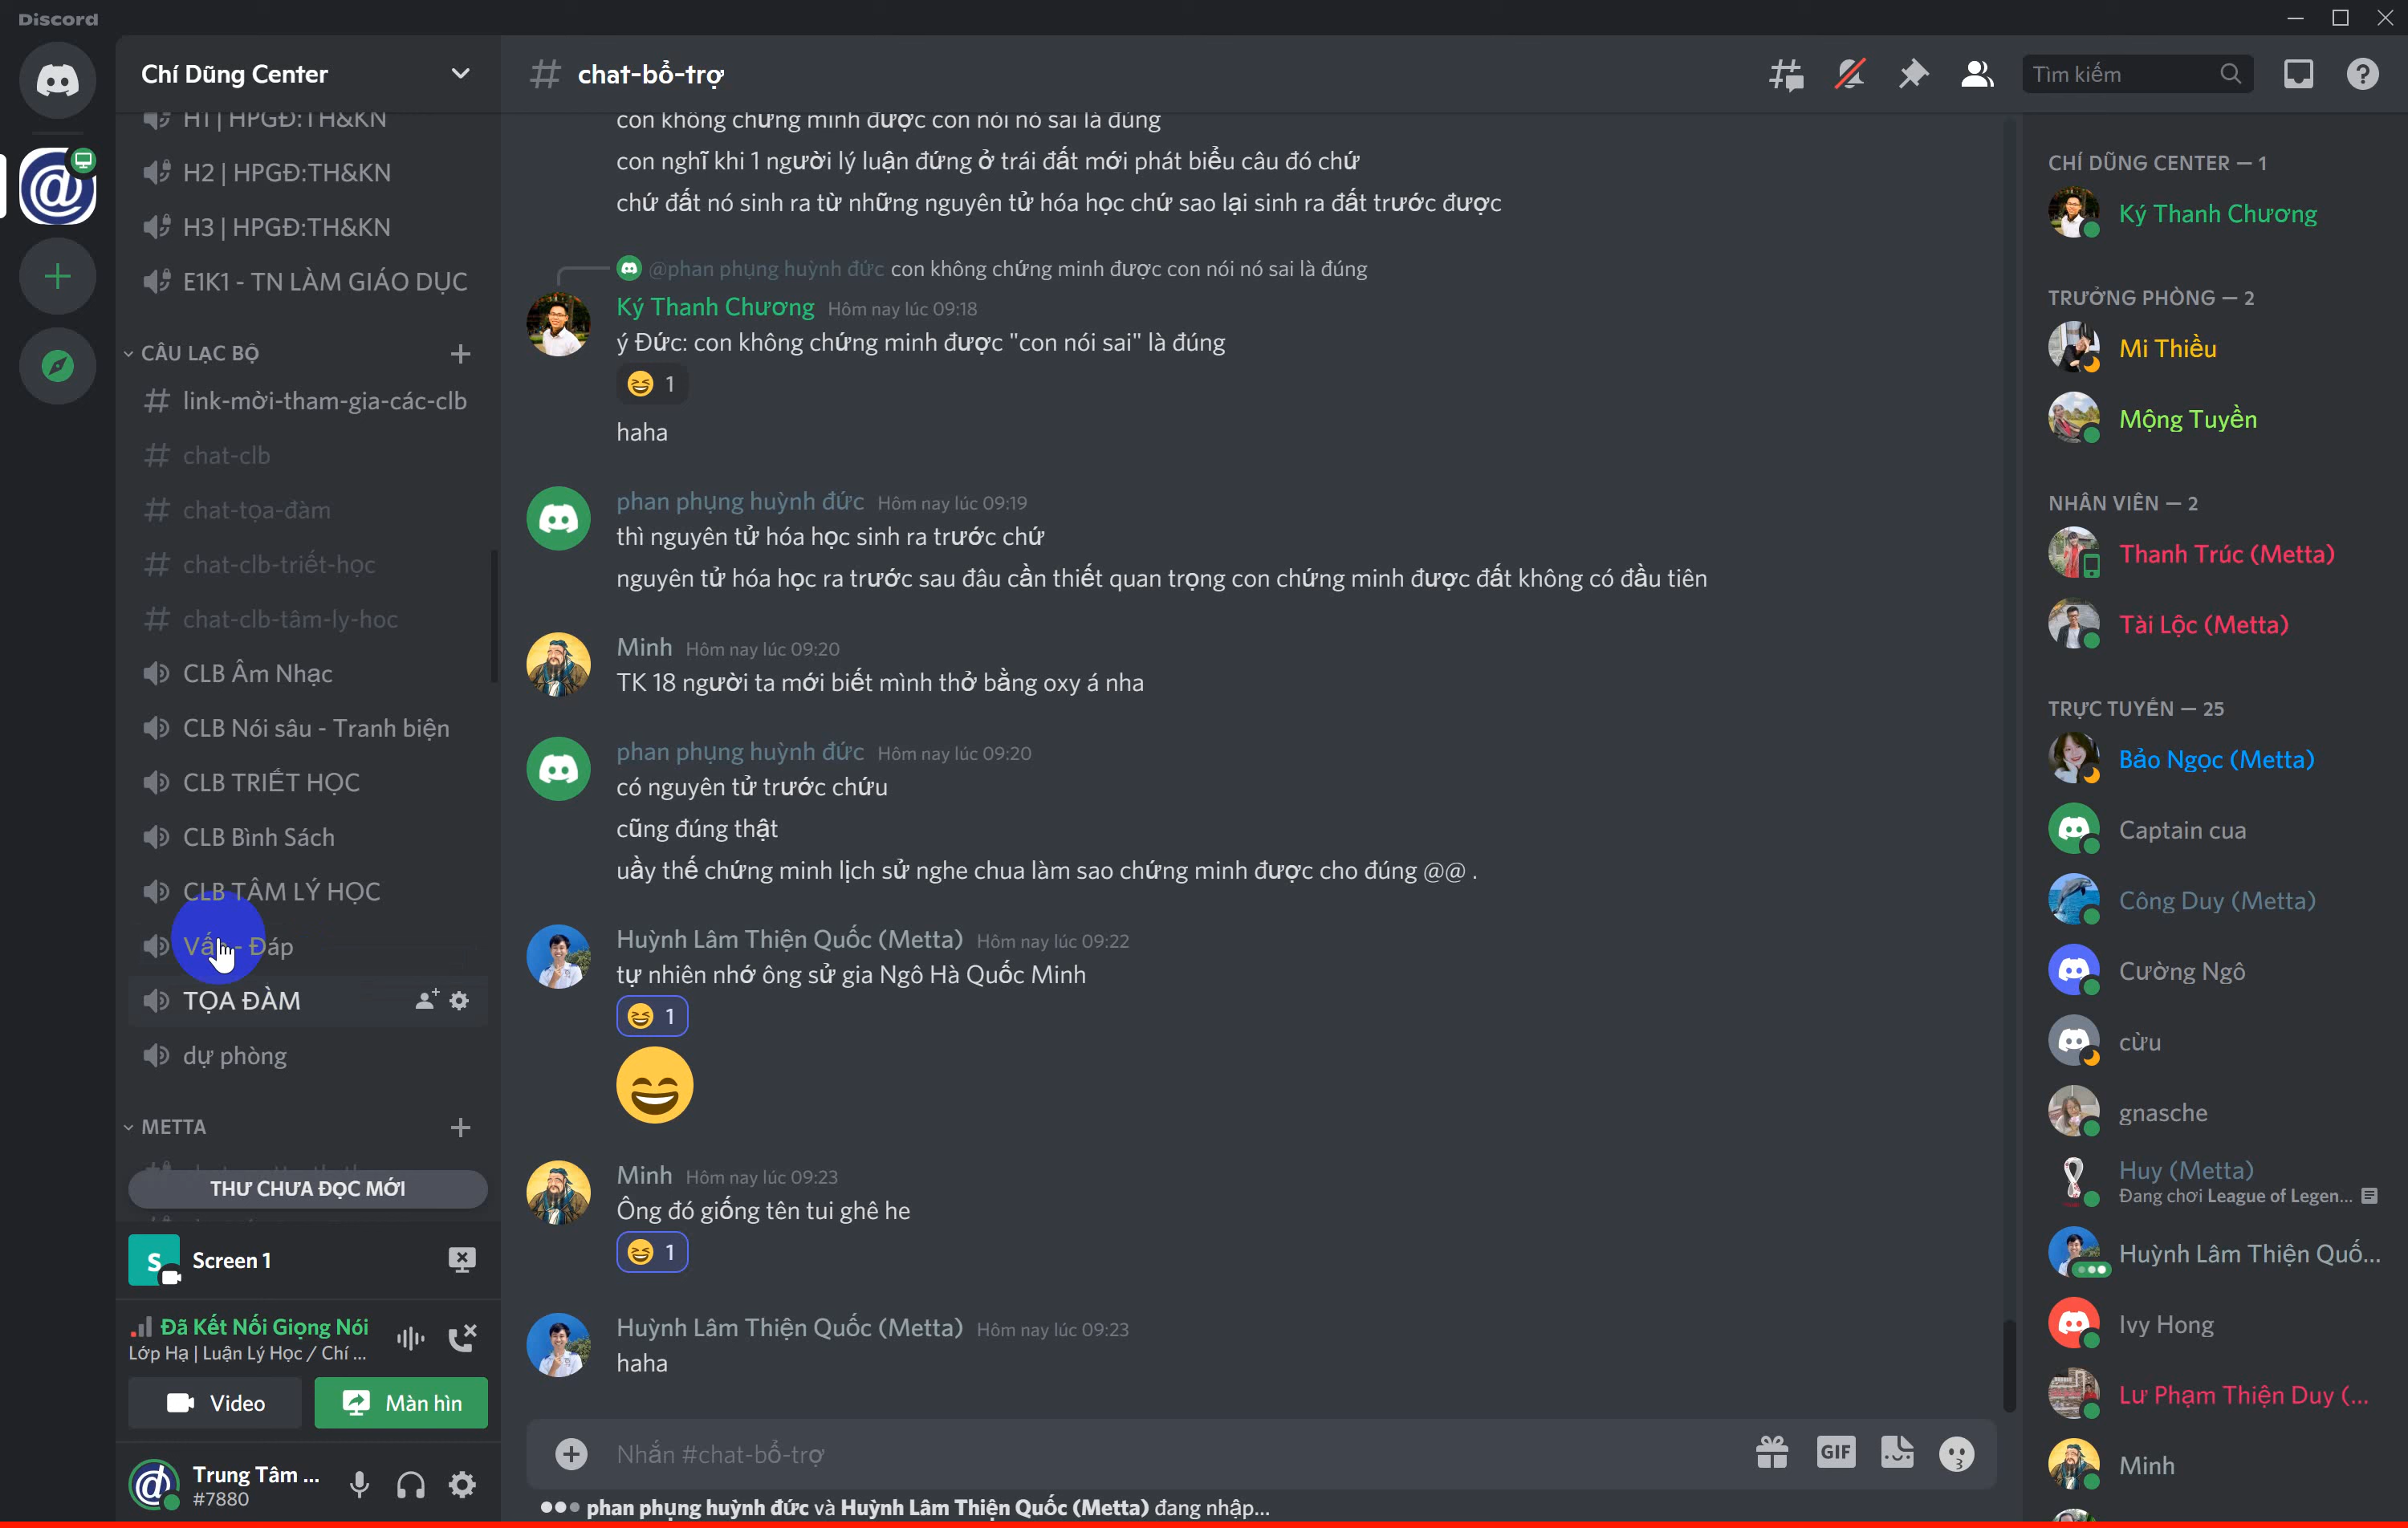 Discord
Chí Dũng Center
H1 | HPGĐ:TH&KN
H2 | HPGĐ:TH&KN
H3 | HPGĐ:TH&KN
E1K1 - TN LÀM GIÁO DỤC
CÂU LẠC BỘ
link-mời-tham-gia-các-clb
chat-clb
chat-tọa-đàm
chat-clb-triết-học
chat-clb-tâm-ly-hoc
CLB Âm Nhạc
CLB Nói sâu - Tranh biện
CLB TRIẾT HỌC
CLB Bình Sách
CLB TÂM LÝ HỌC
Vấn - Đáp
TỌA ĐÀM
dự phòng
METTA
THƯ CHƯA ĐỌC MỚI
S
Screen 1
Đã Kết Nối Giọng Nói
Lớp Hạ | Luận Lý Học / Chí ...
Video
Màn hìn
Trung Tâm ...
#7880
chat-bổ-trợ
Tìm kiếm
con không chứng minh được con nói nó sai là đúng
con nghĩ khi 1 người lý luận đứng ở trái đất mới phát biểu câu đó chứ
chứ đất nó sinh ra từ những nguyên tử hóa học chứ sao lại sinh ra đất trước được
@phan phụng huỳnh đức con không chứng minh được con nói nó sai là đúng
Ký Thanh Chương Hôm nay lúc 09:18
ý Đức: con không chứng minh được "con nói sai" là đúng
1
haha
phan phụng huỳnh đức Hôm nay lúc 09:19
thì nguyên tử hóa học sinh ra trước chứ
nguyên tử hóa học ra trước sau đâu cần thiết quan trọng con chứng minh được đất không có đầu tiên
Minh Hôm nay lúc 09:20
TK 18 người ta mới biết mình thở bằng oxy á nha
phan phụng huỳnh đức Hôm nay lúc 09:20
có nguyên tử trước chứu
cũng đúng thật
uầy thế chứng minh lịch sử nghe chua làm sao chứng minh được cho đúng @@ .
Huỳnh Lâm Thiện Quốc (Metta) Hôm nay lúc 09:22
tự nhiên nhớ ông sử gia Ngô Hà Quốc Minh
1
Minh Hôm nay lúc 09:23
Ông đó giống tên tui ghê he
1
Huỳnh Lâm Thiện Quốc (Metta) Hôm nay lúc 09:23
haha
Nhắn #chat-bổ-trợ
GIF
phan phụng huỳnh đức và Huỳnh Lâm Thiện Quốc (Metta) đang nhập...
CHÍ DŨNG CENTER — 1
Ký Thanh Chương
TRƯỞNG PHÒNG — 2
Mi Thiều
Mộng Tuyền
NHÂN VIÊN — 2
Thanh Trúc (Metta)
Tài Lộc (Metta)
TRỰC TUYẾN — 25
Bảo Ngọc (Metta)
Captain cua
Công Duy (Metta)
Cường Ngô
cừu
gnasche
Huy (Metta)
Đang chơi League of Legen...
Huỳnh Lâm Thiện Quố...
Ivy Hong
Lư Phạm Thiện Duy (...
Minh